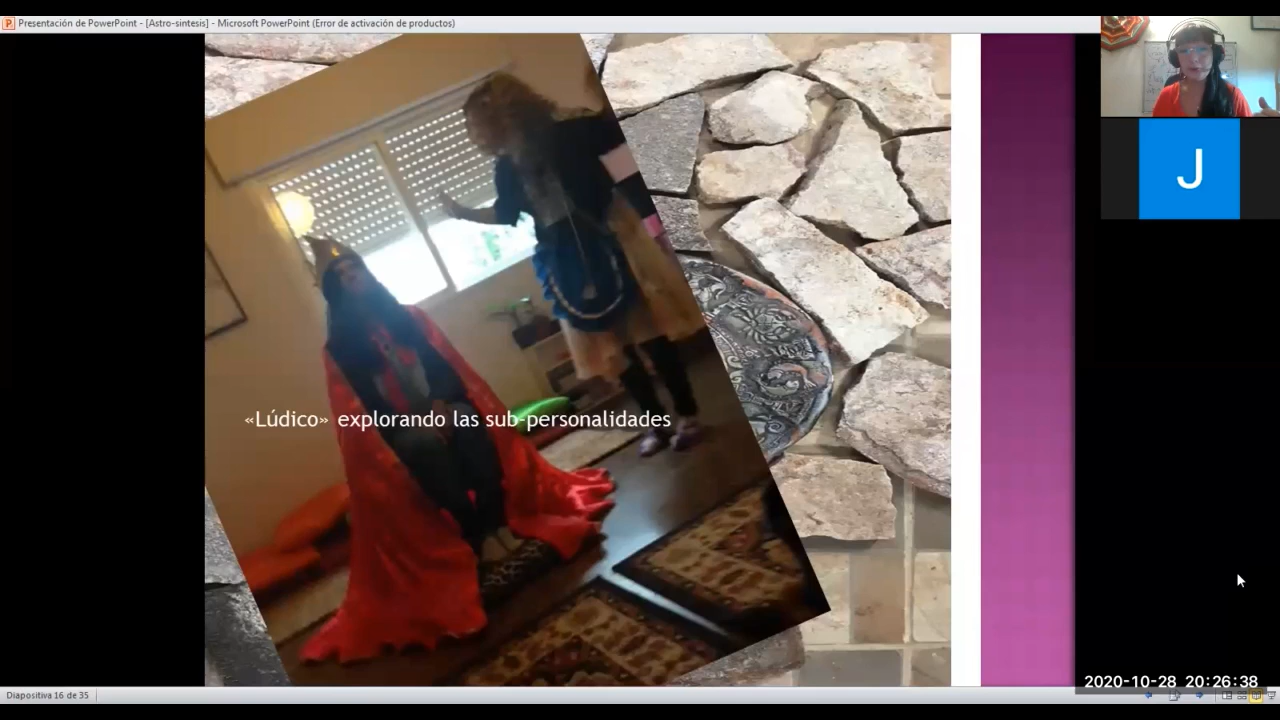 Presentación de PowerPoint - [Astro-sintesis] - Microsoft PowerPoint (Error de activación de productos)
J
«Lúdico» explorando las sub-personalidades
2020-10-28 20:26:38
Diapositiva 16 de 35